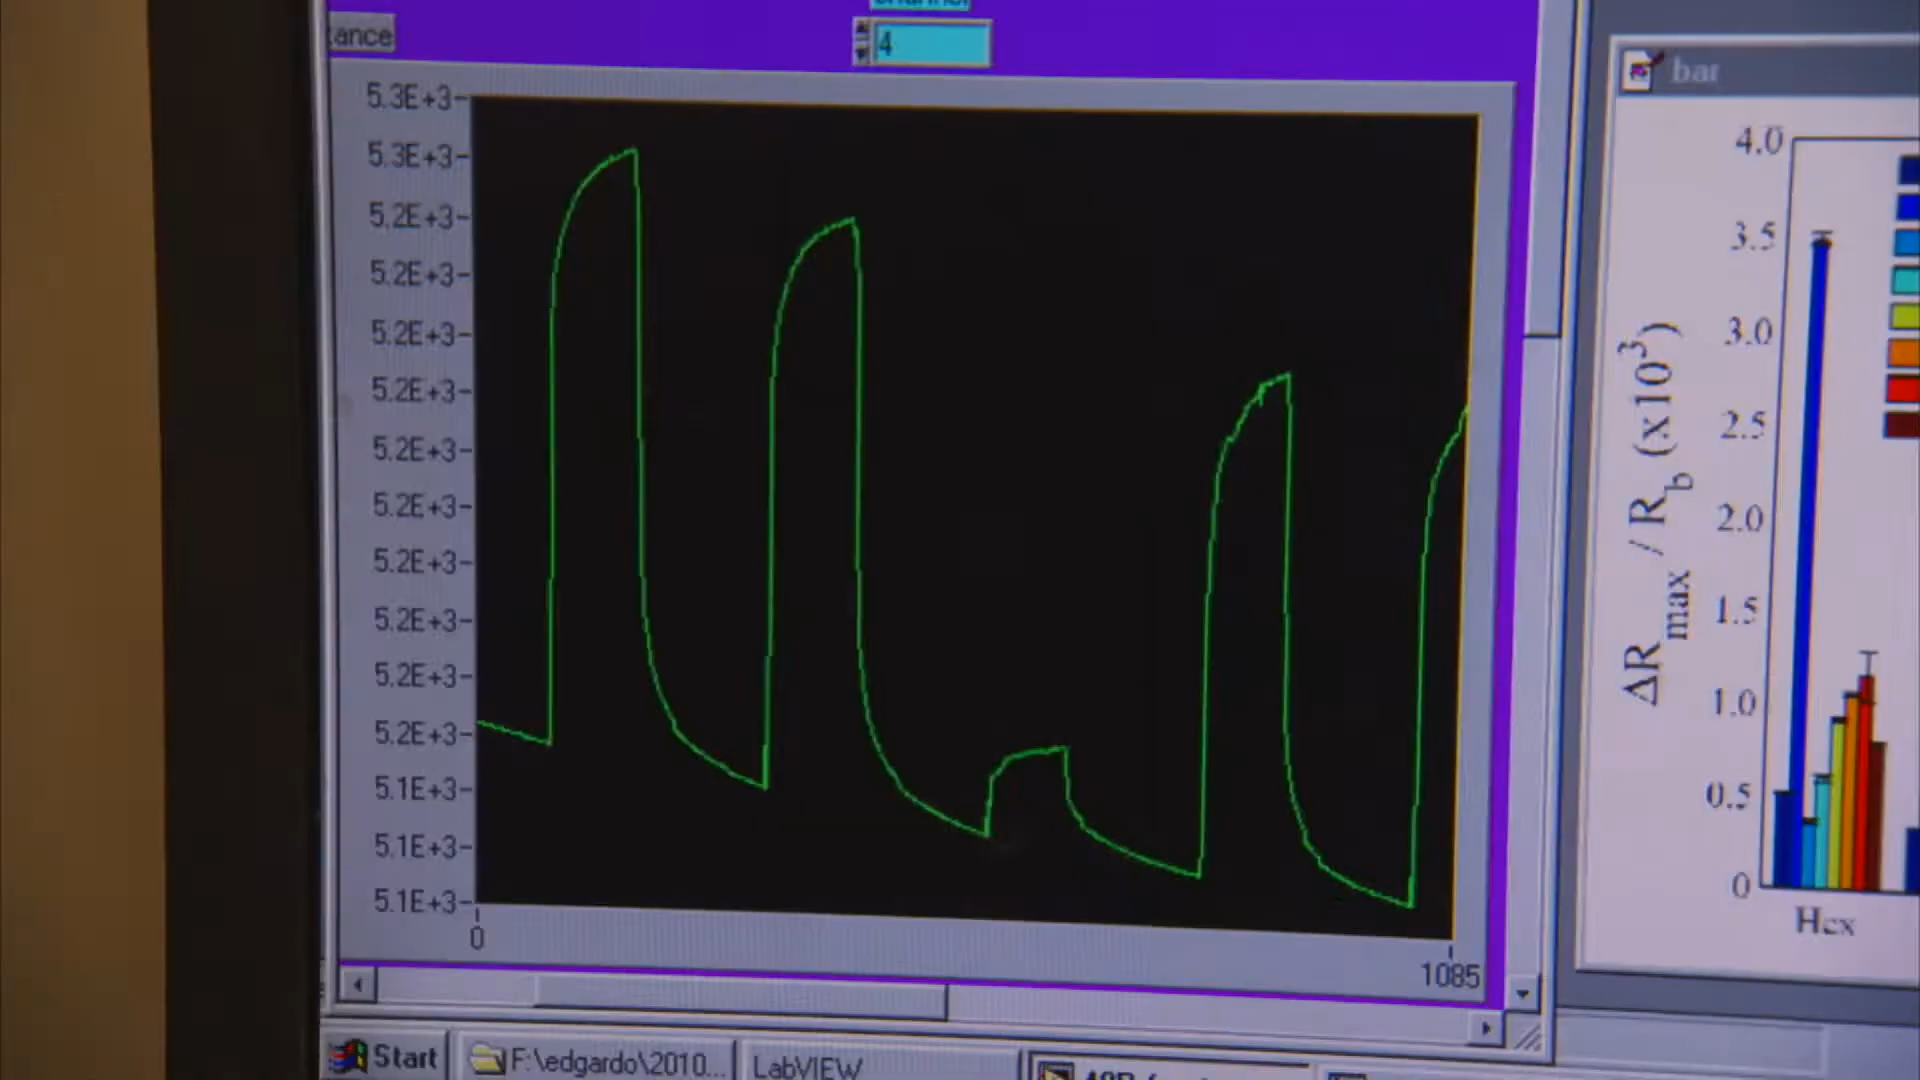 tance
4
5.3E+3
5.3E+3
5.2E+3
5.2E+3
5.2E+3
5.2E+3
5.2E+3
5.2E+3
5.2E+3
5.2E+3
5.2E+3
5.2E+3
5.1E+3
5.1E+3
5.1E+3
0
1085
bar
4.0
3.5
3.0
2.5
2.0
1.5
1.0
0.5
0
ΔRmax / Rb (x10³)
Hex
Start
F:\edgardo\2010...
LabVIEW